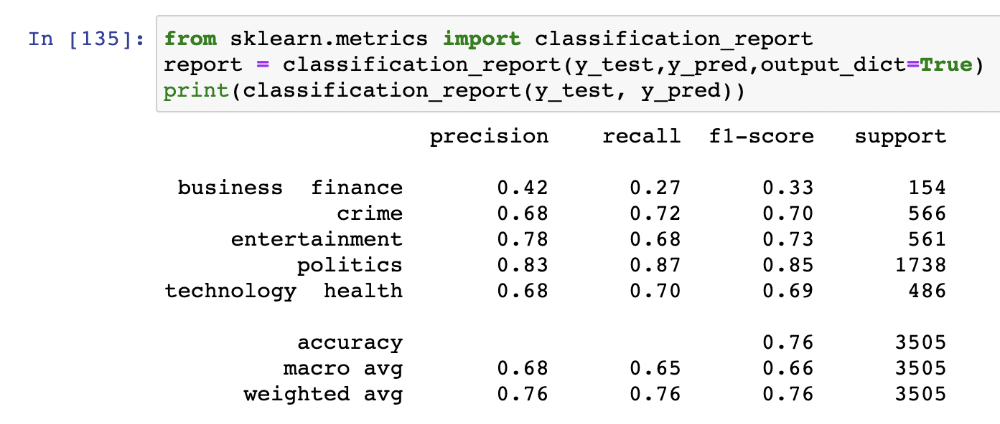 In [135]: from sklearn.metrics import classification_report
report = classification_report(y_test,y_pred,output_dict=True)
print(classification_report(y_test, y_pred))
precision recall f1-score support
business  finance 0.42 0.27 0.33 154
crime 0.68 0.72 0.70 566
entertainment 0.78 0.68 0.73 561
politics 0.83 0.87 0.85 1738
technology  health 0.68 0.70 0.69 486
accuracy 0.76 3505
macro avg 0.68 0.65 0.66 3505
weighted avg 0.76 0.76 0.76 3505